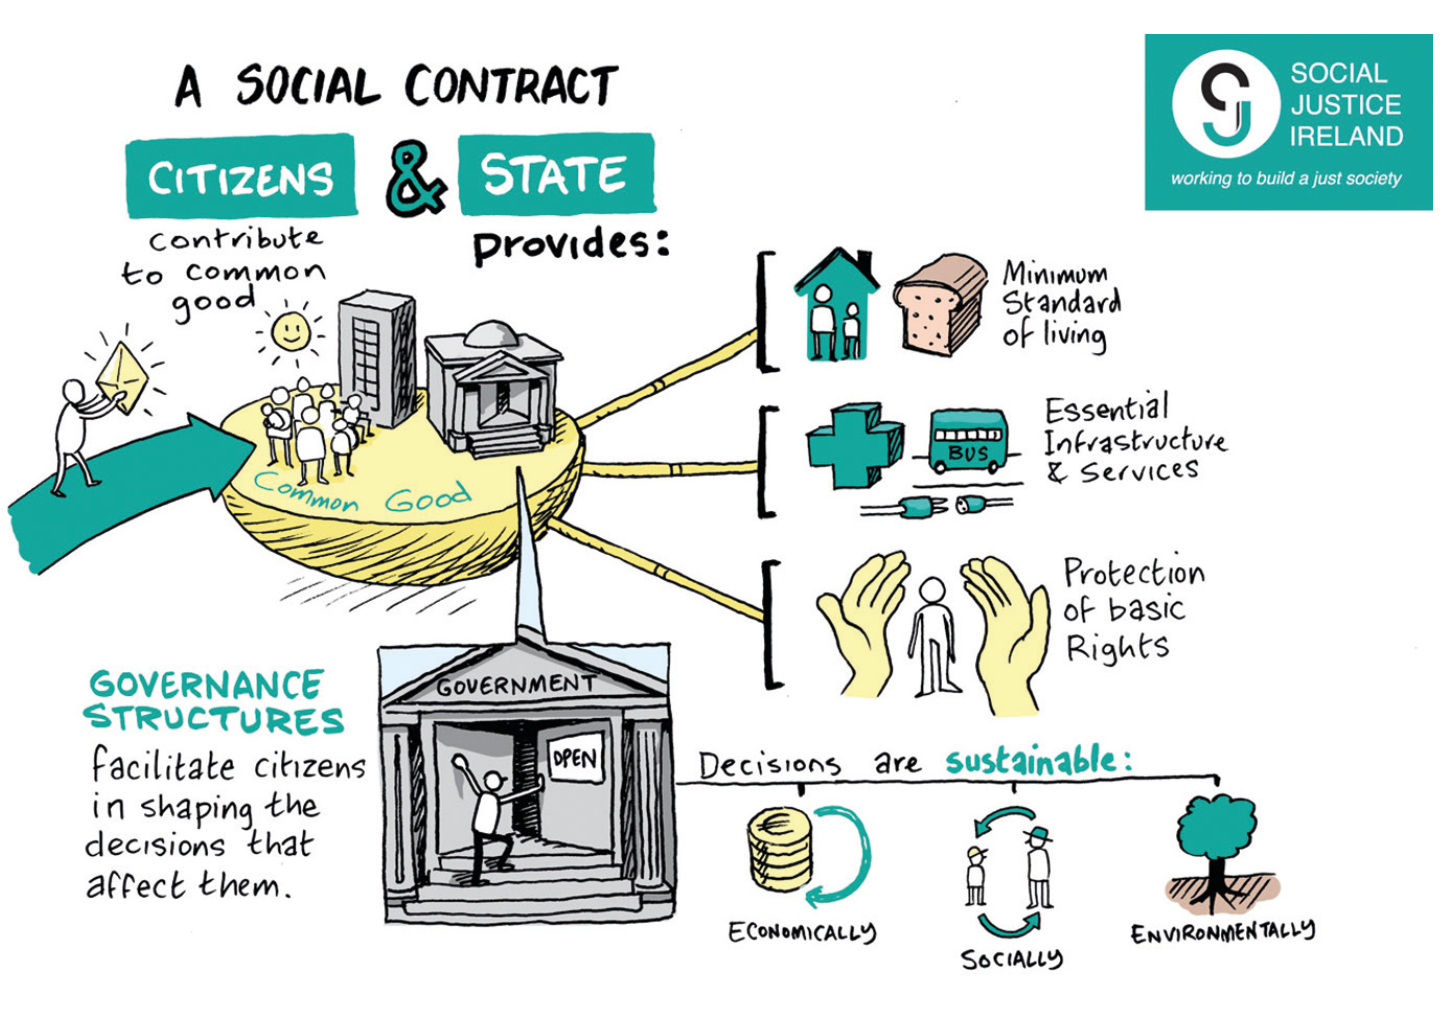 A SOCIAL CONTRACT
CITIZENS & STATE
contribute
to common
good
provides:
SOCIAL
JUSTICE
IRELAND
working to build a just society
Minimum
Standard
of living
Essential
Infrastructure
& Services
BUS
Protection
of basic
Rights
Common Good
GOVERNANCE
STRUCTURES
facilitate citizens
in shaping the
decisions that
affect them.
GOVERNMENT
OPEN
Decisions are sustainable:
€
ECONOMICALLY
SOCIALLY
ENVIRONMENTALLY